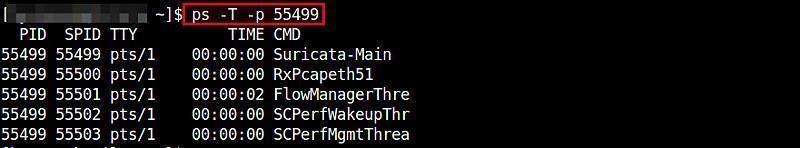 [ ~]$ ps -T -p 55499
PID SPID TTY TIME CMD
55499 55499 pts/1 00:00:00 Suricata-Main
55499 55500 pts/1 00:00:00 RxPcapeth51
55499 55501 pts/1 00:00:02 FlowManagerThre
55499 55502 pts/1 00:00:00 SCPerfWakeupThr
55499 55503 pts/1 00:00:00 SCPerfMgmtThrea